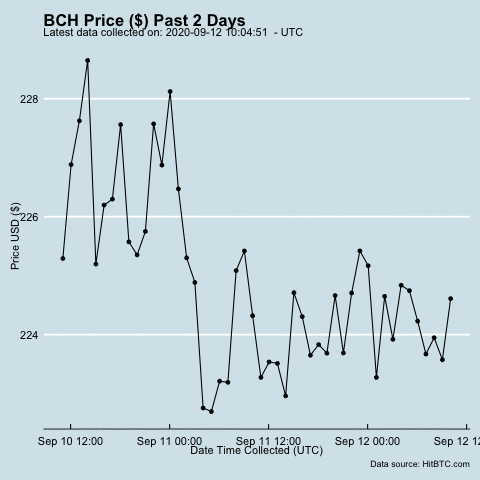 BCH Price ($) Past 2 Days
Latest data collected on: 2020-09-12 10:04:51 - UTC
228
226
224
Price USD ($)
Sep 10 12:00 Sep 11 00:00 Sep 11 12:00 Sep 12 00:00 Sep 12 12
Date Time Collected (UTC)
Data source: HitBTC.com